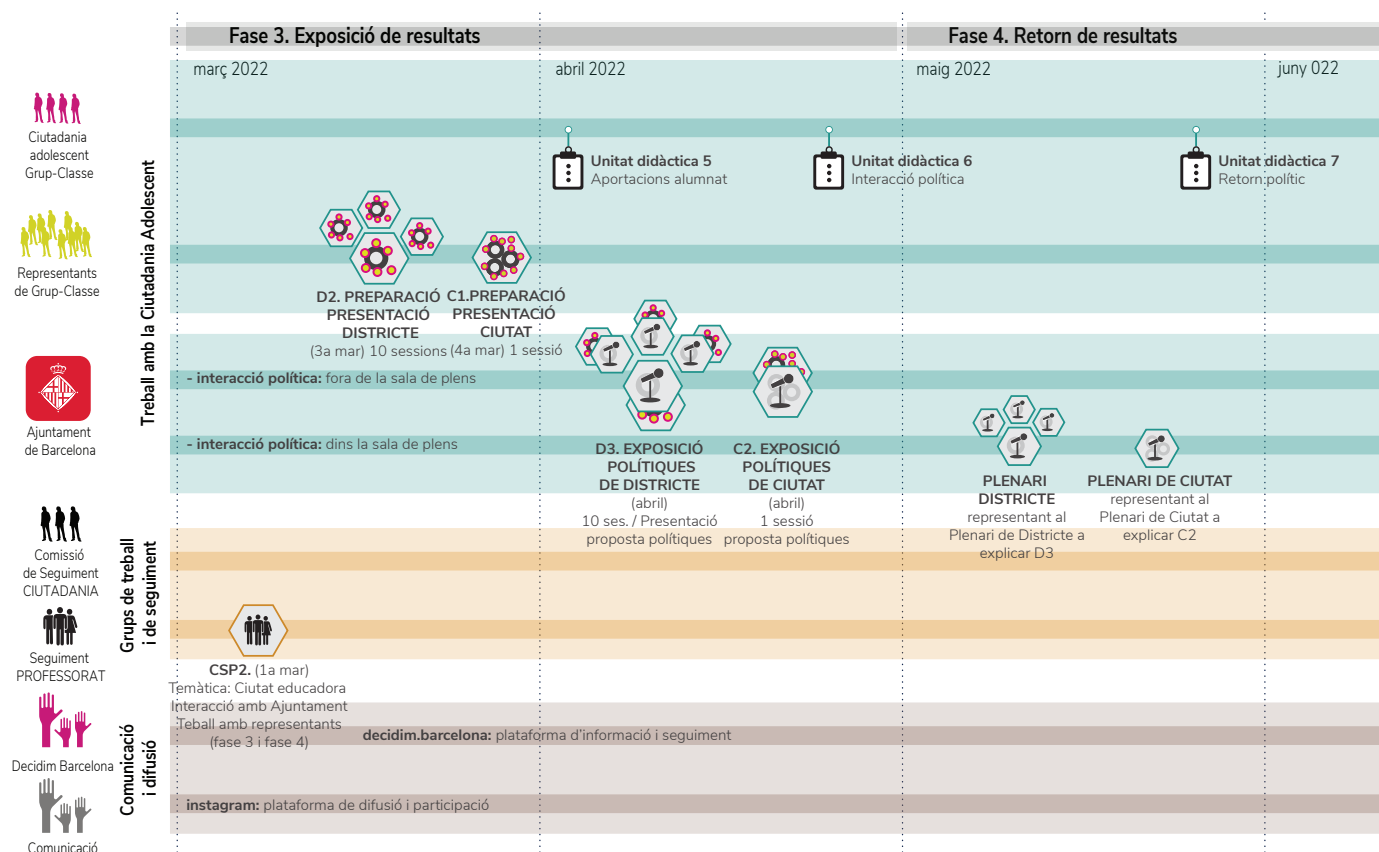 Fase 3. Exposició de resultats
Fase 4. Retorn de resultats
març 2022
abril 2022
maig 2022
juny 022
Ciutadania
adolescent
Grup-Classe
Representants
de Grup-Classe
Ajuntament
de Barcelona
Comissió
de Seguiment
CIUTADANIA
Seguiment
PROFESSORAT
Decidim Barcelona
Comunicació
Treball amb la Ciutadania Adolescent
Grups de treball
i de seguiment
Comunicació
i difusió
Unitat didàctica 5
Aportacions alumnat
Unitat didàctica 6
Interacció política
Unitat didàctica 7
Retorn polític
D2. PREPARACIÓ
PRESENTACIÓ
DISTRICTE
(3a mar) 10 sessions
C1.PREPARACIÓ
PRESENTACIÓ
CIUTAT
(4a mar) 1 sessió
- interacció política: fora de la sala de plens
- interacció política: dins la sala de plens
D3. EXPOSICIÓ
POLÍTIQUES
DE DISTRICTE
(abril)
10 ses. / Presentació
proposta polítiques
C2. EXPOSICIÓ
POLÍTIQUES
DE CIUTAT
(abril)
1 sessió
proposta polítiques
PLENARI
DISTRICTE
representant al
Plenari de Districte a
explicar D3
PLENARI DE CIUTAT
representant al
Plenari de Ciutat a
explicar C2
CSP2. (1a mar)
Temàtica: Ciutat educadora
Interacció amb Ajuntament
Teball amb representants
(fase 3 i fase 4)
decidim.barcelona: plataforma d'informació i seguiment
instagram: plataforma de difusió i participació